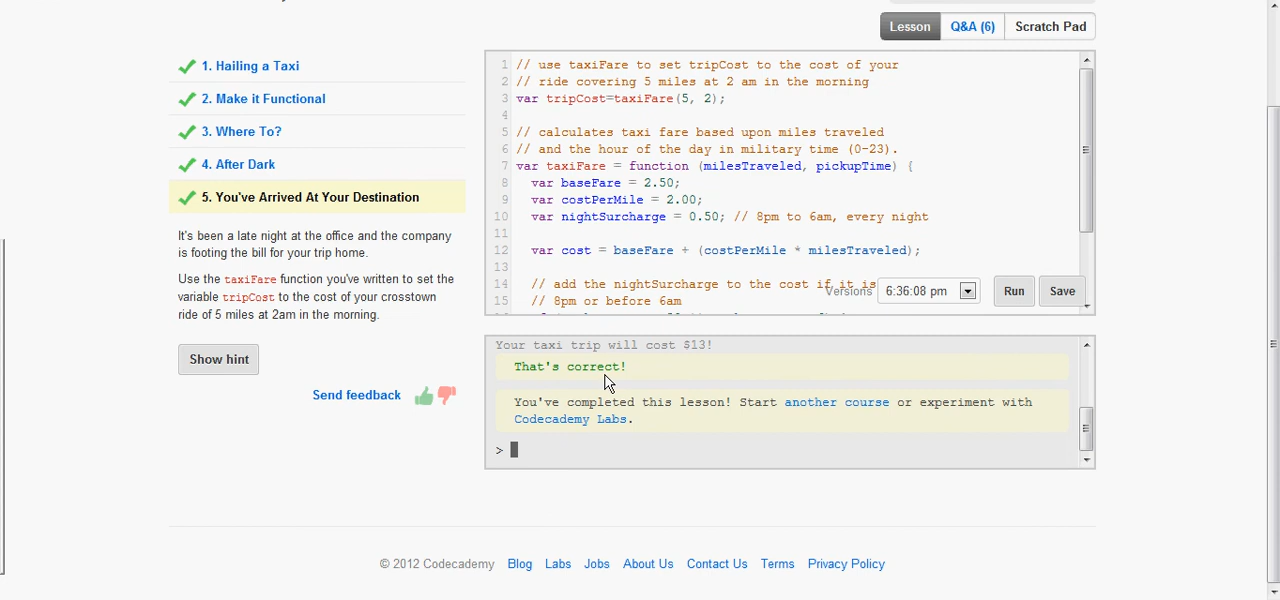 Lesson Q&A (6) Scratch Pad
1. Hailing a Taxi
2. Make it Functional
3. Where To?
4. After Dark
5. You've Arrived At Your Destination
It's been a late night at the office and the company
is footing the bill for your trip home.
Use the taxiFare function you've written to set the
variable tripCost to the cost of your crosstown
ride of 5 miles at 2am in the morning.
Show hint
Send feedback
1 // use taxiFare to set tripCost to the cost of your
2 // ride covering 5 miles at 2 am in the morning
3 var tripCost=taxiFare(5, 2);
4
5 // calculates taxi fare based upon miles traveled
6 // and the hour of the day in military time (0-23).
7 var taxiFare = function (milesTraveled, pickupTime) {
8 var baseFare = 2.50;
9 var costPerMile = 2.00;
10 var nightSurcharge = 0.50; // 8pm to 6am, every night
11
12 var cost = baseFare + (costPerMile * milesTraveled);
13
14 // add the nightSurcharge to the cost if it is
15 // 8pm or before 6am
Versions 6:36:08 pm Run Save
Your taxi trip will cost $13!
That's correct!
You've completed this lesson! Start another course or experiment with
Codecademy Labs.
>
© 2012 Codecademy Blog Labs Jobs About Us Contact Us Terms Privacy Policy